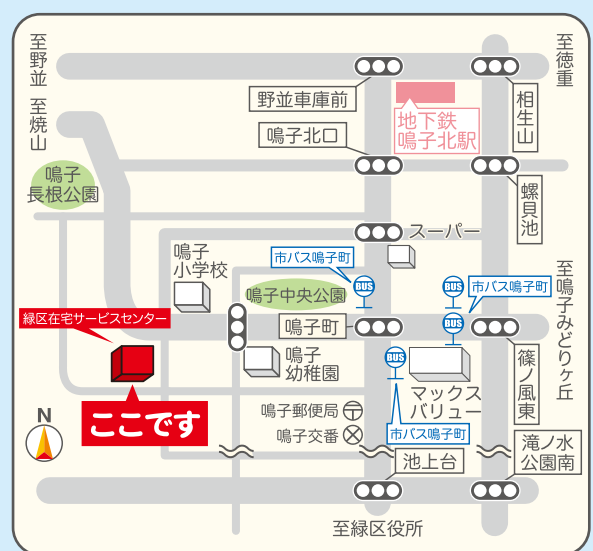 至野並
至徳重
野並車庫前
地下鉄
鳴子北駅
相生山
至焼山
鳴子北口
鳴子
長根公園
螺貝池
スーパー
鳴子
小学校
市バス鳴子町
BUS
BUS
市バス鳴子町
至鳴子みどりヶ丘
鳴子中央公園
緑区在宅サービスセンター
鳴子町
BUS
鳴子
幼稚園
BUS
篠ノ風東
マックス
バリュー
ここです
鳴子郵便局
鳴子交番
市バス鳴子町
N
池上台
滝ノ水
公園南
至緑区役所